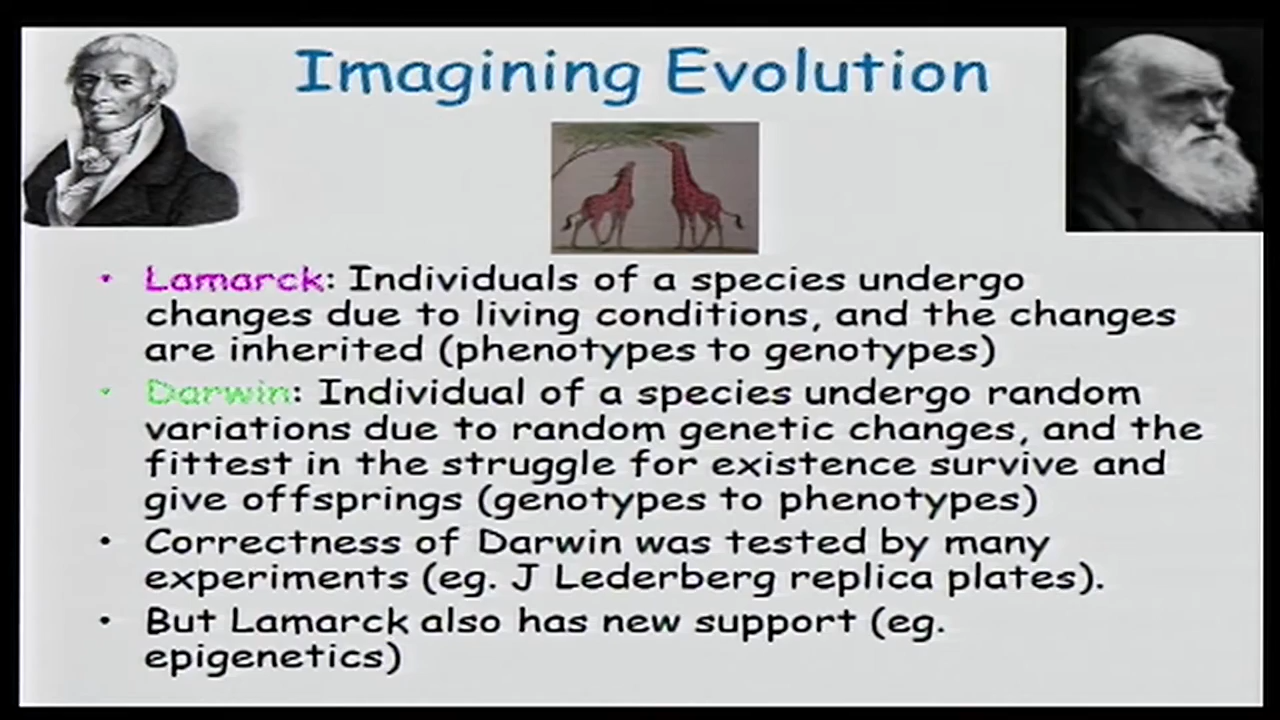 Imagining Evolution
• Lamarck: Individuals of a species undergo
changes due to living conditions, and the changes
are inherited (phenotypes to genotypes)
• Darwin: Individual of a species undergo random
variations due to random genetic changes, and the
fittest in the struggle for existence survive and
give offsprings (genotypes to phenotypes)
• Correctness of Darwin was tested by many
experiments (eg. J Lederberg replica plates).
• But Lamarck also has new support (eg.
epigenetics)